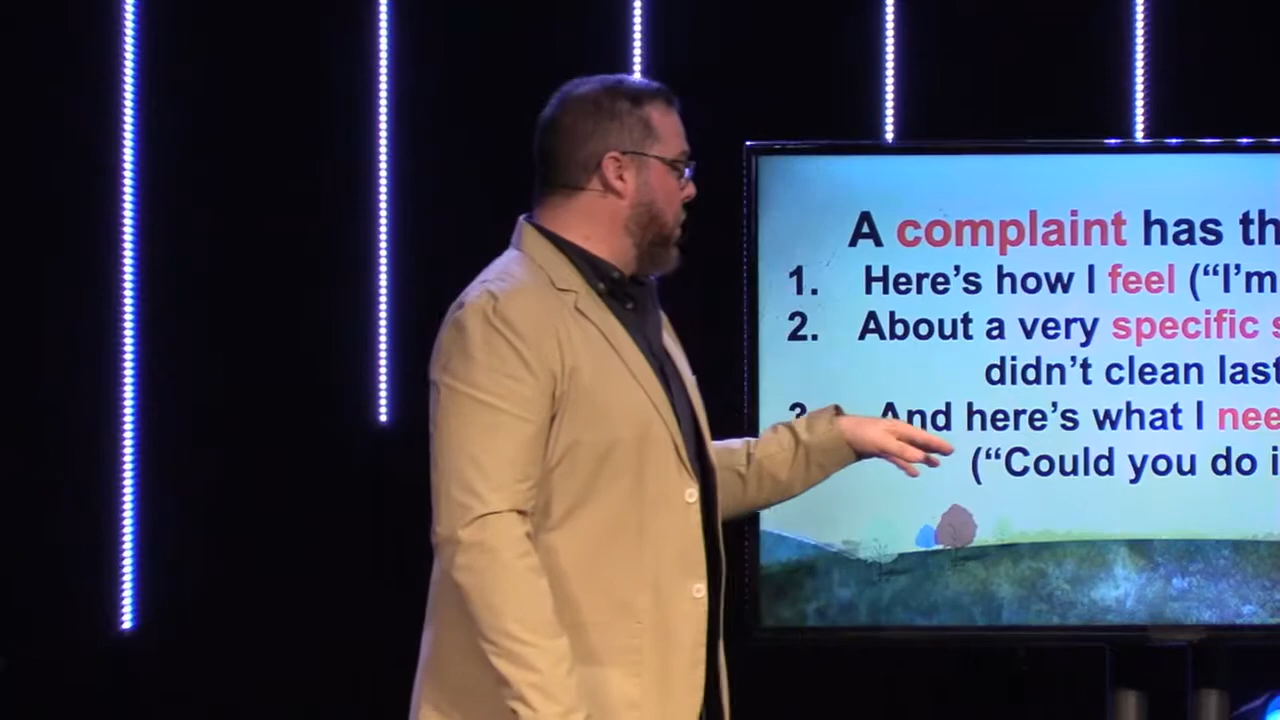 A complaint has th
1. Here's how I feel (“I'm
2. About a very specific s
didn't clean last
And here's what I nee
(“Could you do i